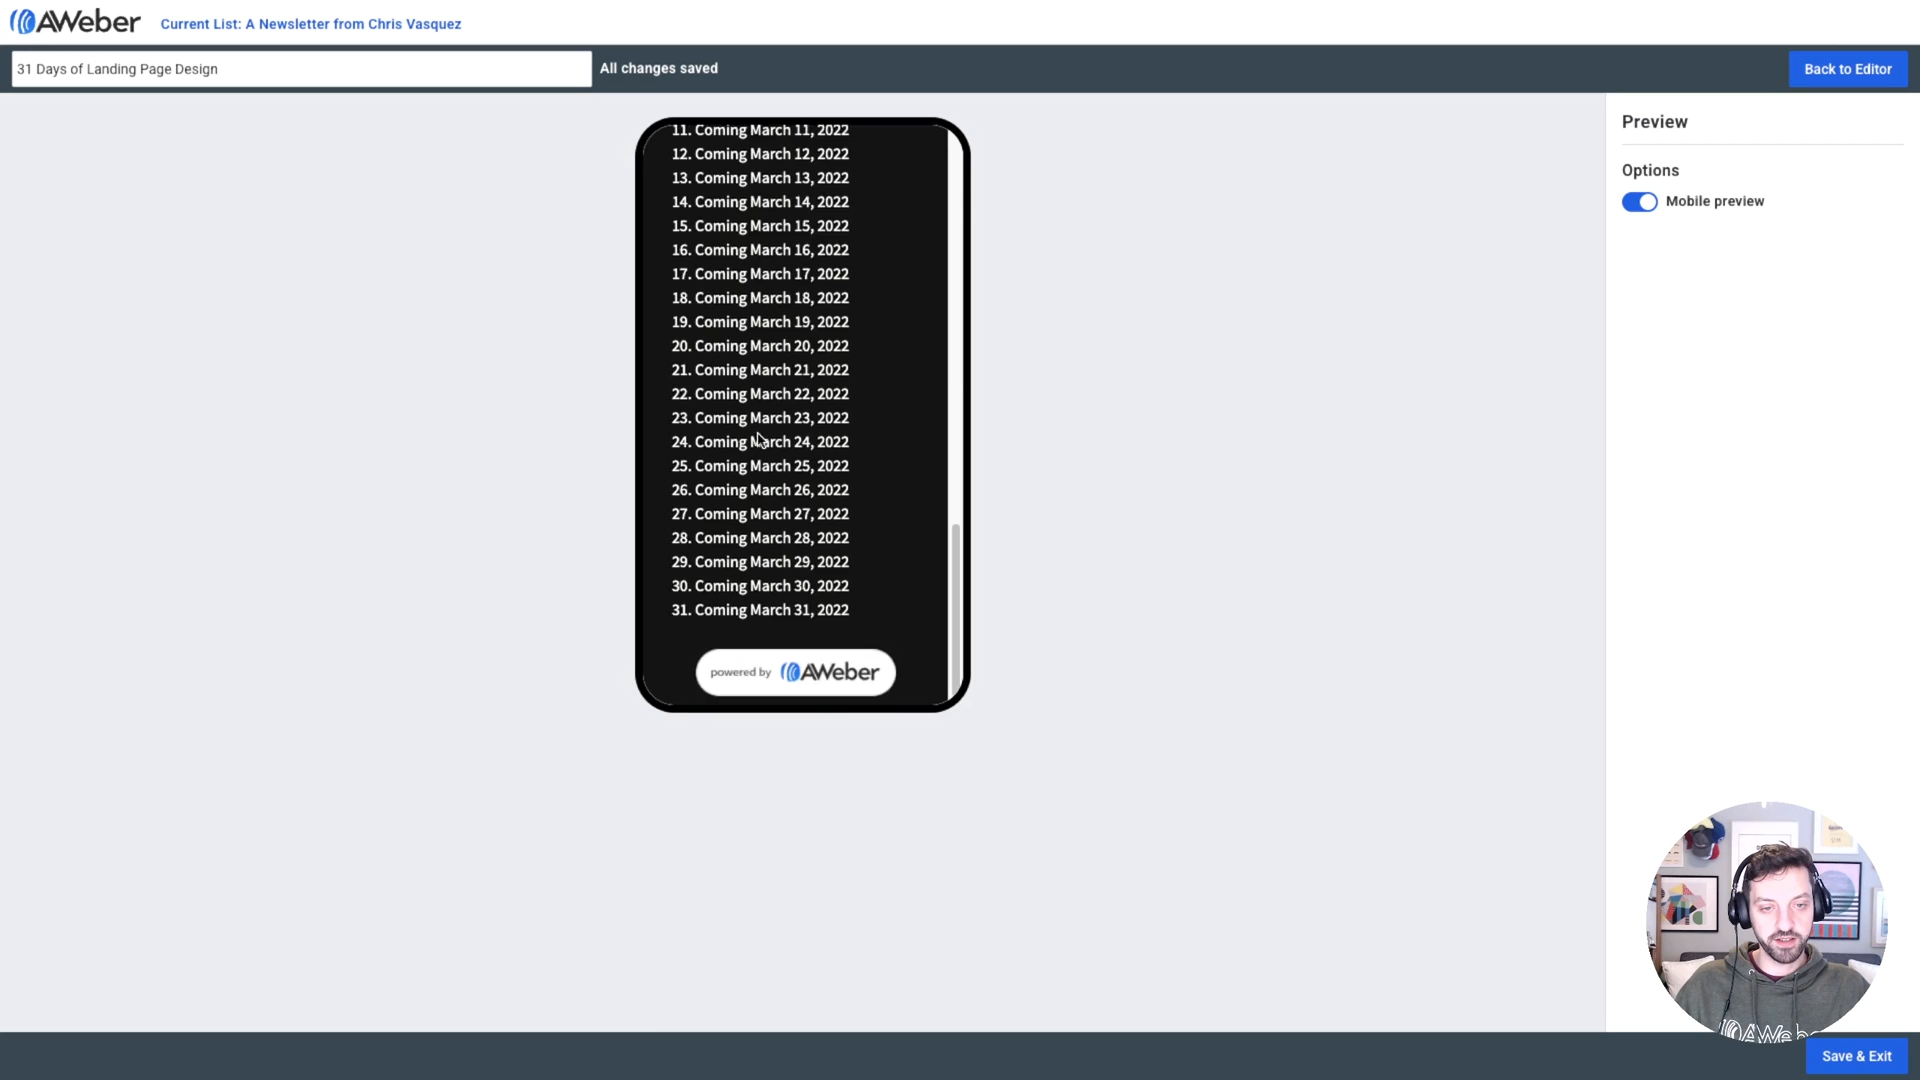 AWeber
Current List: A Newsletter from Chris Vasquez
31 Days of Landing Page Design
All changes saved
Back to Editor
11. Coming March 11, 2022
12. Coming March 12, 2022
13. Coming March 13, 2022
14. Coming March 14, 2022
15. Coming March 15, 2022
16. Coming March 16, 2022
17. Coming March 17, 2022
18. Coming March 18, 2022
19. Coming March 19, 2022
20. Coming March 20, 2022
21. Coming March 21, 2022
22. Coming March 22, 2022
23. Coming March 23, 2022
24. Coming March 24, 2022
25. Coming March 25, 2022
26. Coming March 26, 2022
27. Coming March 27, 2022
28. Coming March 28, 2022
29. Coming March 29, 2022
30. Coming March 30, 2022
31. Coming March 31, 2022
powered by AWeber
Preview
Options
Mobile preview
AWebe
Save & Exit